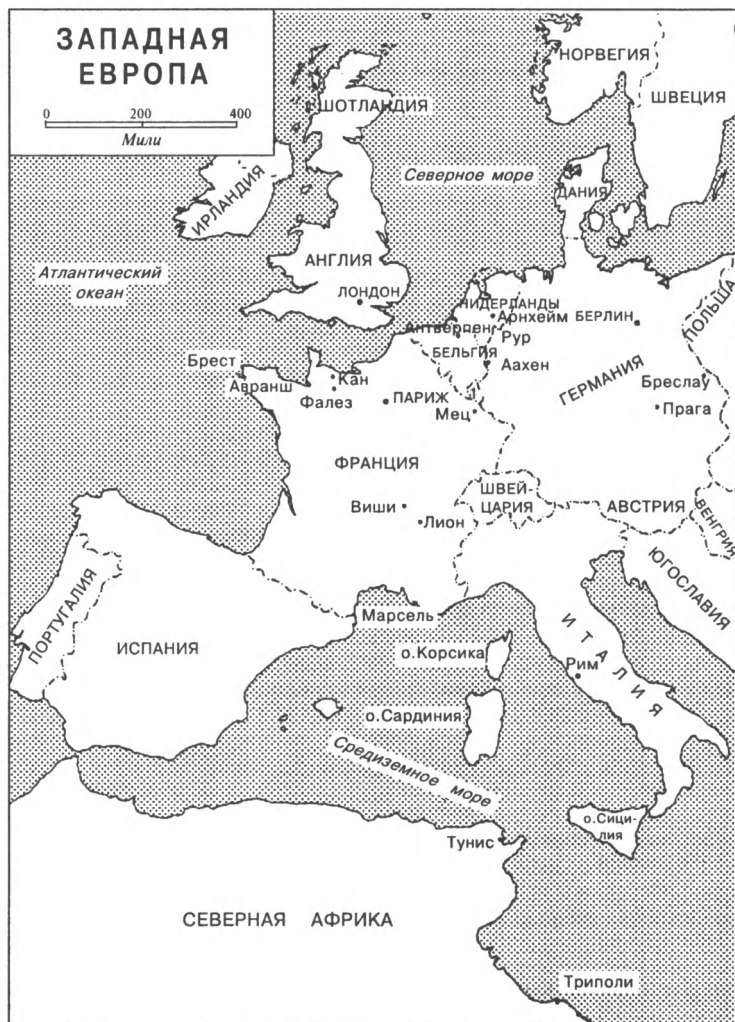 ЗАПАДНАЯ
ЕВРОПА
0 200 400
Мили
НОРВЕГИЯ
ШВЕЦИЯ
ШОТЛАНДИЯ
Северное море
ДАНИЯ
ИРЛАНДИЯ
АНГЛИЯ
Атлантический
океан
ЛОНДОН
НИДЕРЛАНДЫ
Арнхейм
БЕРЛИН
ПОЛЬША
Антверпен
Рур
БЕЛЬГИЯ
Аахен
Брест
Авранш
Кан
Фалез
ПАРИЖ
Мец
ГЕРМАНИЯ
Бреслау
Прага
ФРАНЦИЯ
ШВЕЙ-
ЦАРИЯ
АВСТРИЯ
ВЕНГРИЯ
Виши
Лион
ЮГОСЛАВИЯ
ПОРТУГАЛИЯ
ИСПАНИЯ
Марсель
о.Корсика
ИТАЛИЯ
Рим
о.Сардиния
Средиземное море
о.Сици-
лия
Тунис
СЕВЕРНАЯ АФРИКА
Триполи